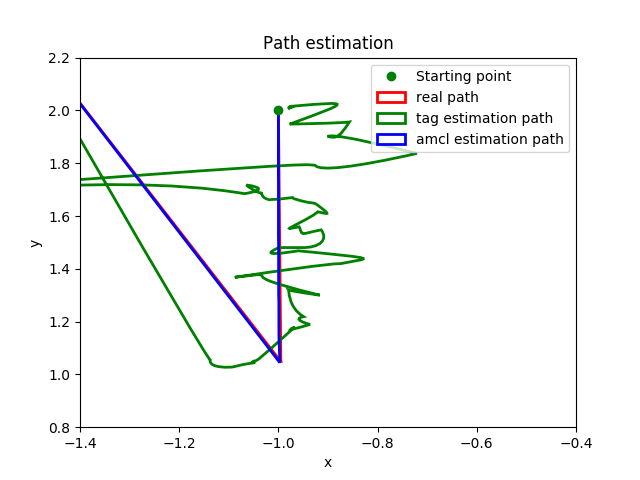 Path estimation
Starting point
real path
tag estimation path
amcl estimation path
2.2
2.0
1.8
1.6
1.4
1.2
1.0
0.8
y
−1.4 −1.2 −1.0 −0.8 −0.6 −0.4
x